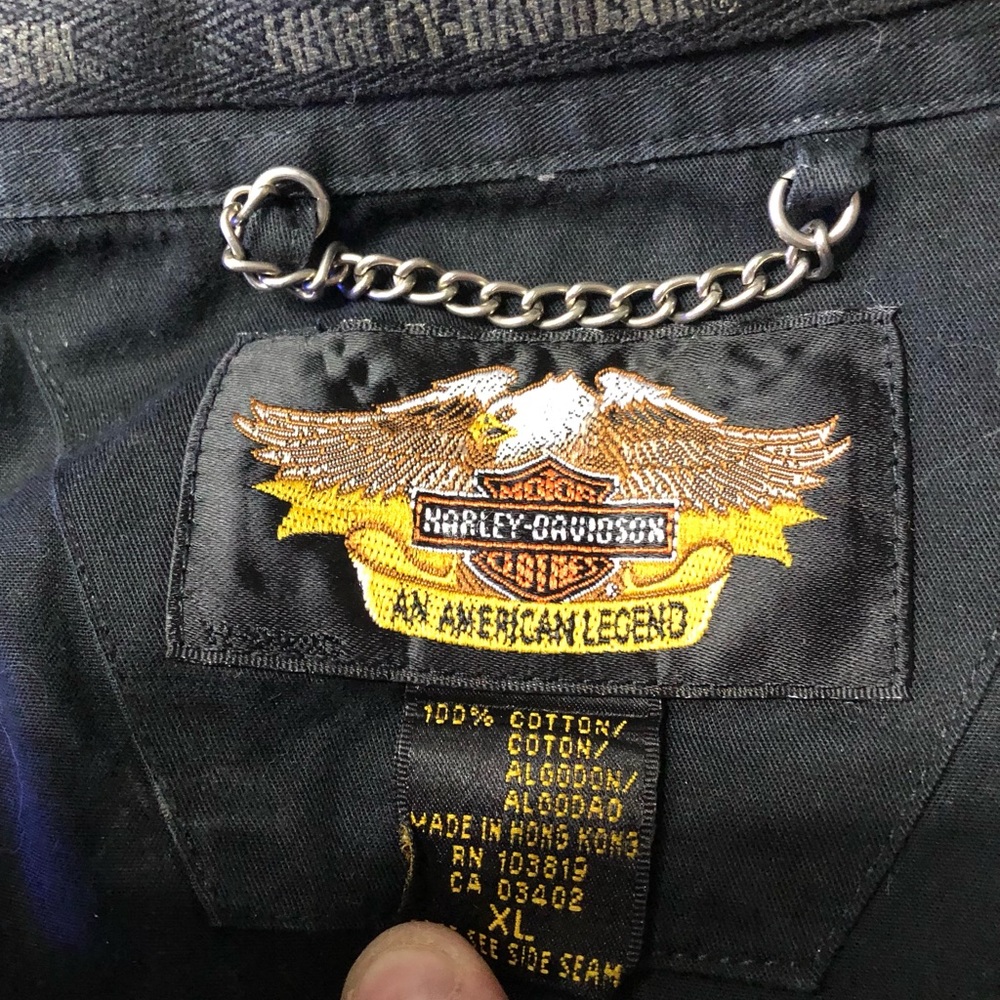 HARLEY-DAVIDSON®
MOTOR
HARLEY-DAVIDSON
CLOTHES
AN AMERICAN LEGEND
100% COTTON/
COTON/
ALGODON/
ALGODAO
MADE IN HONG KONG
RN 103819
CA 03402
XL
SEE SIDE SEAM